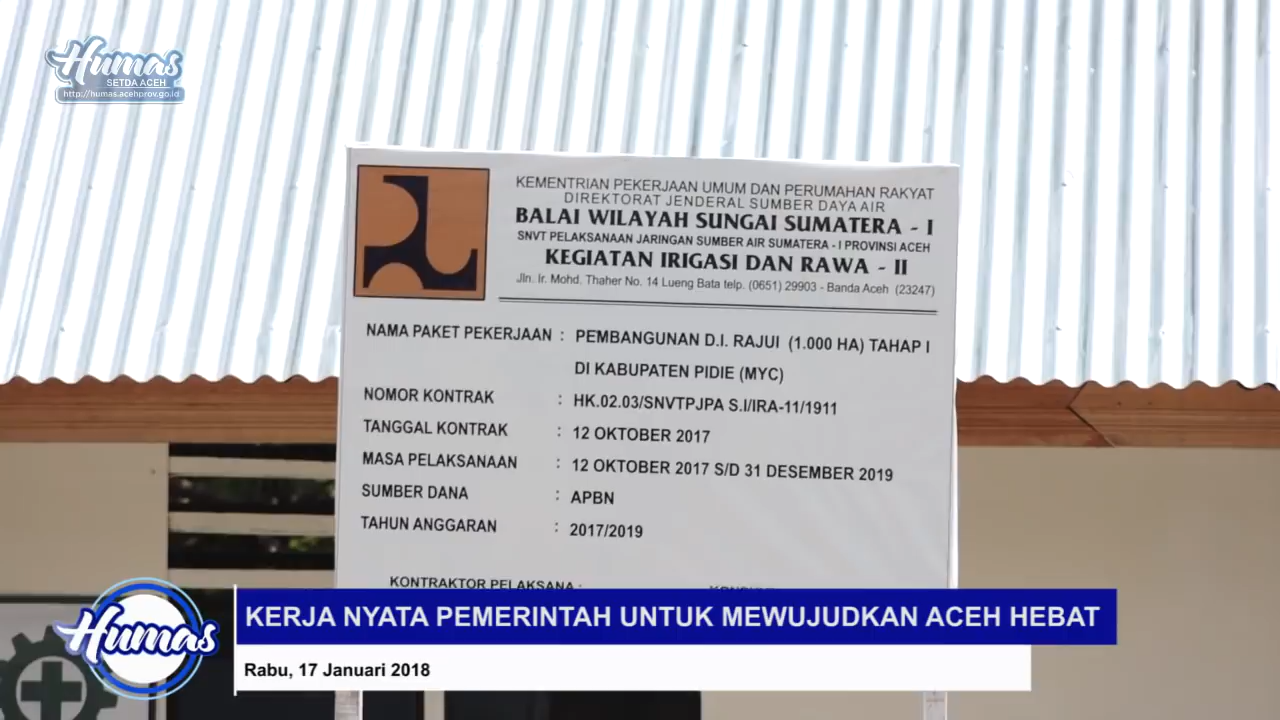 Humas
SETDA ACEH
http://humas.acehprov.go.id
KEMENTRIAN PEKERJAAN UMUM DAN PERUMAHAN RAKYAT
DIREKTORAT JENDERAL SUMBER DAYA AIR
BALAI WILAYAH SUNGAI SUMATERA - I
SNVT PELAKSANAAN JARINGAN SUMBER AIR SUMATERA - I PROVINSI ACEH
KEGIATAN IRIGASI DAN RAWA - II
Jln. Ir. Mohd. Thaher No. 14 Lueng Bata telp. (0651) 29903 - Banda Aceh (23247)
NAMA PAKET PEKERJAAN : PEMBANGUNAN D.I. RAJUI (1.000 HA) TAHAP I
DI KABUPATEN PIDIE (MYC)
NOMOR KONTRAK : HK.02.03/SNVTPJPA S.I/IRA-11/1911
TANGGAL KONTRAK : 12 OKTOBER 2017
MASA PELAKSANAAN : 12 OKTOBER 2017 S/D 31 DESEMBER 2019
SUMBER DANA : APBN
TAHUN ANGGARAN : 2017/2019
KONTRAKTOR PELAKSANA :
Humas
KERJA NYATA PEMERINTAH UNTUK MEWUJUDKAN ACEH HEBAT
Rabu, 17 Januari 2018